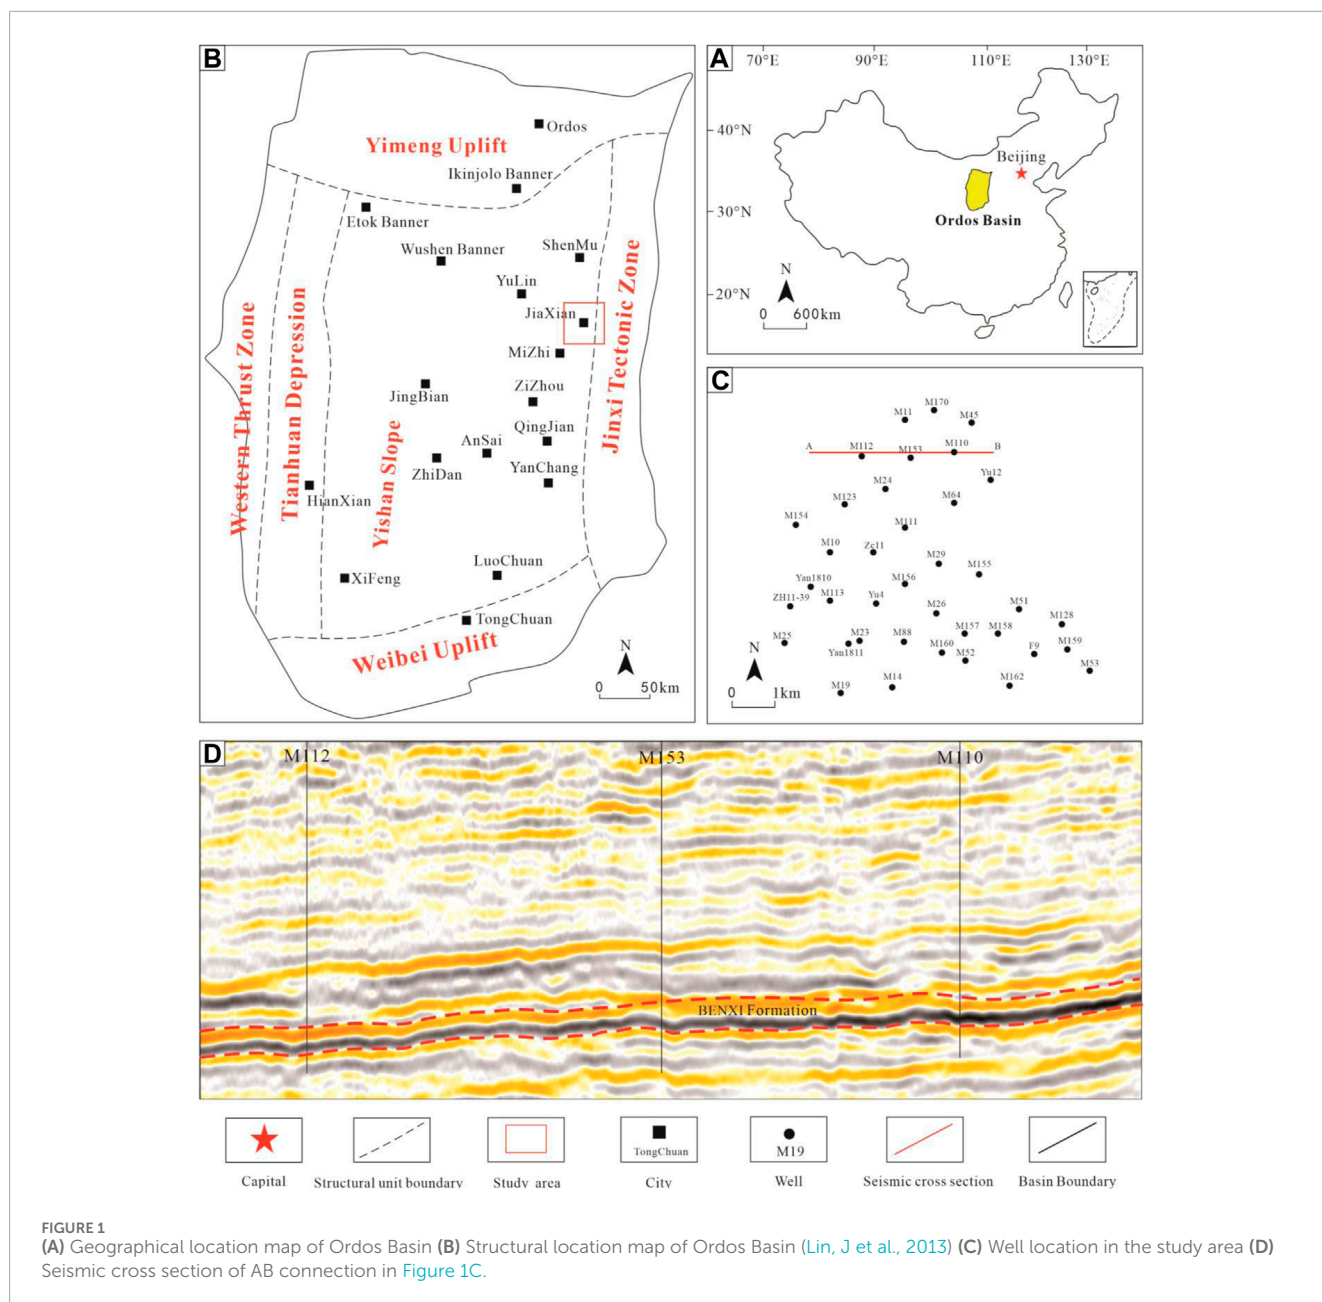 B
Ordos
Yimeng Uplift
Ikinjolo Banner
Etok Banner
Wushen Banner
ShenMu
YuLin
JiaXian
MiZhi
JingBian
ZiZhou
QingJian
AnSai
ZhiDan
YanChang
HianXian
LuoChuan
XiFeng
TongChuan
Western Thrust Zone
Tianhuan Depression
Yishan Slope
Jinxi Tectonic Zone
Weibei Uplift
N
0 50km
A
70°E 90°E 110°E 130°E
40°N
30°N
20°N
Beijing
Ordos Basin
N
0 600km
C
M170
M11
M45
A
M112
M153
M110
B
Yu12
M24
M123
M64
M154
M111
M10
Zc11
M29
M155
Yan1810
M156
ZH11-39
M113
Yu4
M26
M51
M128
M25
M23
Yan1811
M88
M157
M158
M160
M52
F9
M159
M53
M19
M14
M162
N
0 1km
D
M112
M153
M110
BENXI Formation
TongChuan
M19
Capital
Structural unit boundary
Study area
City
Well
Seismic cross section
Basin Boundary
FIGURE 1
(A) Geographical location map of Ordos Basin (B) Structural location map of Ordos Basin (Lin, J et al., 2013) (C) Well location in the study area (D)
Seismic cross section of AB connection in Figure 1C.